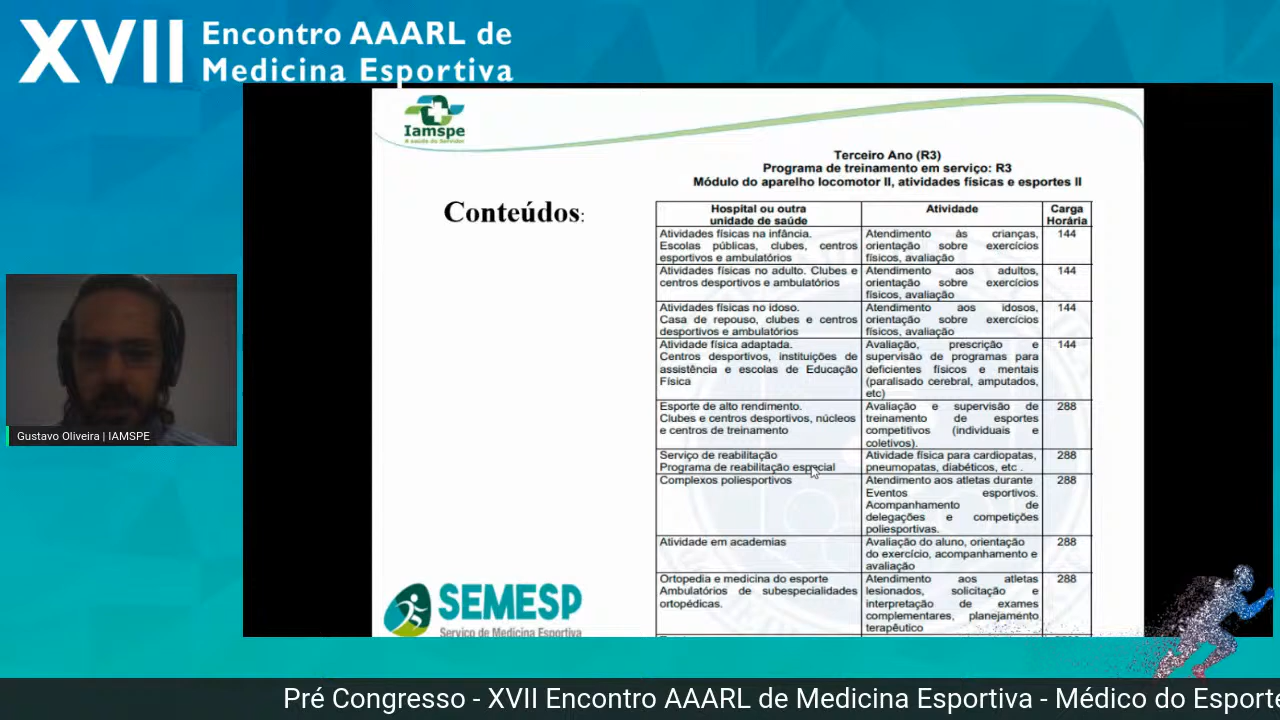 XVII
Encontro AAARL de
Medicina Esportiva
Iamspe
A saúde do Servidor
Terceiro Ano (R3)
Programa de treinamento em serviço: R3
Módulo do aparelho locomotor II, atividades físicas e esportes II
Conteúdos:
Hospital ou outra
unidade de saúde
Atividade
Carga
Horária
Atividades físicas na infância.
Escolas públicas, clubes, centros
esportivos e ambulatórios
Atendimento às crianças,
orientação sobre exercícios
físicos, avaliação
144
Atividades físicas no adulto. Clubes e
centros desportivos e ambulatórios
Atendimento aos adultos,
orientação sobre exercícios
físicos, avaliação
144
Atividades físicas no idoso.
Casa de repouso, clubes e centros
desportivos e ambulatórios
Atendimento aos idosos,
orientação sobre exercícios
físicos, avaliação
144
Atividade física adaptada.
Centros desportivos, instituições de
assistência e escolas de Educação
Física
Avaliação, prescrição e
supervisão de programas para
deficientes físicos e mentais
(paralisado cerebral, amputados,
etc)
144
Esporte de alto rendimento.
Clubes e centros desportivos, núcleos
e centros de treinamento
Avaliação e supervisão de
treinamento de esportes
competitivos (individuais e
coletivos).
288
Serviço de reabilitação
Programa de reabilitação especial
Atividade física para cardiopatas,
pneumopatas, diabéticos, etc .
288
Complexos poliesportivos
Atendimento aos atletas durante
Eventos esportivos.
Acompanhamento de
delegações e competições
poliesportivas.
288
Atividade em academias
Avaliação do aluno, orientação
do exercício, acompanhamento e
avaliação
288
Ortopedia e medicina do esporte
Ambulatórios de subespecialidades
ortopédicas.
Atendimento aos atletas
lesionados, solicitação e
interpretação de exames
complementares, planejamento
terapêutico
288
SEMESP
Serviço de Medicina Esportiva
Gustavo Oliveira | IAMSPE
Pré Congresso - XVII Encontro AAARL de Medicina Esportiva - Médico do Esporte